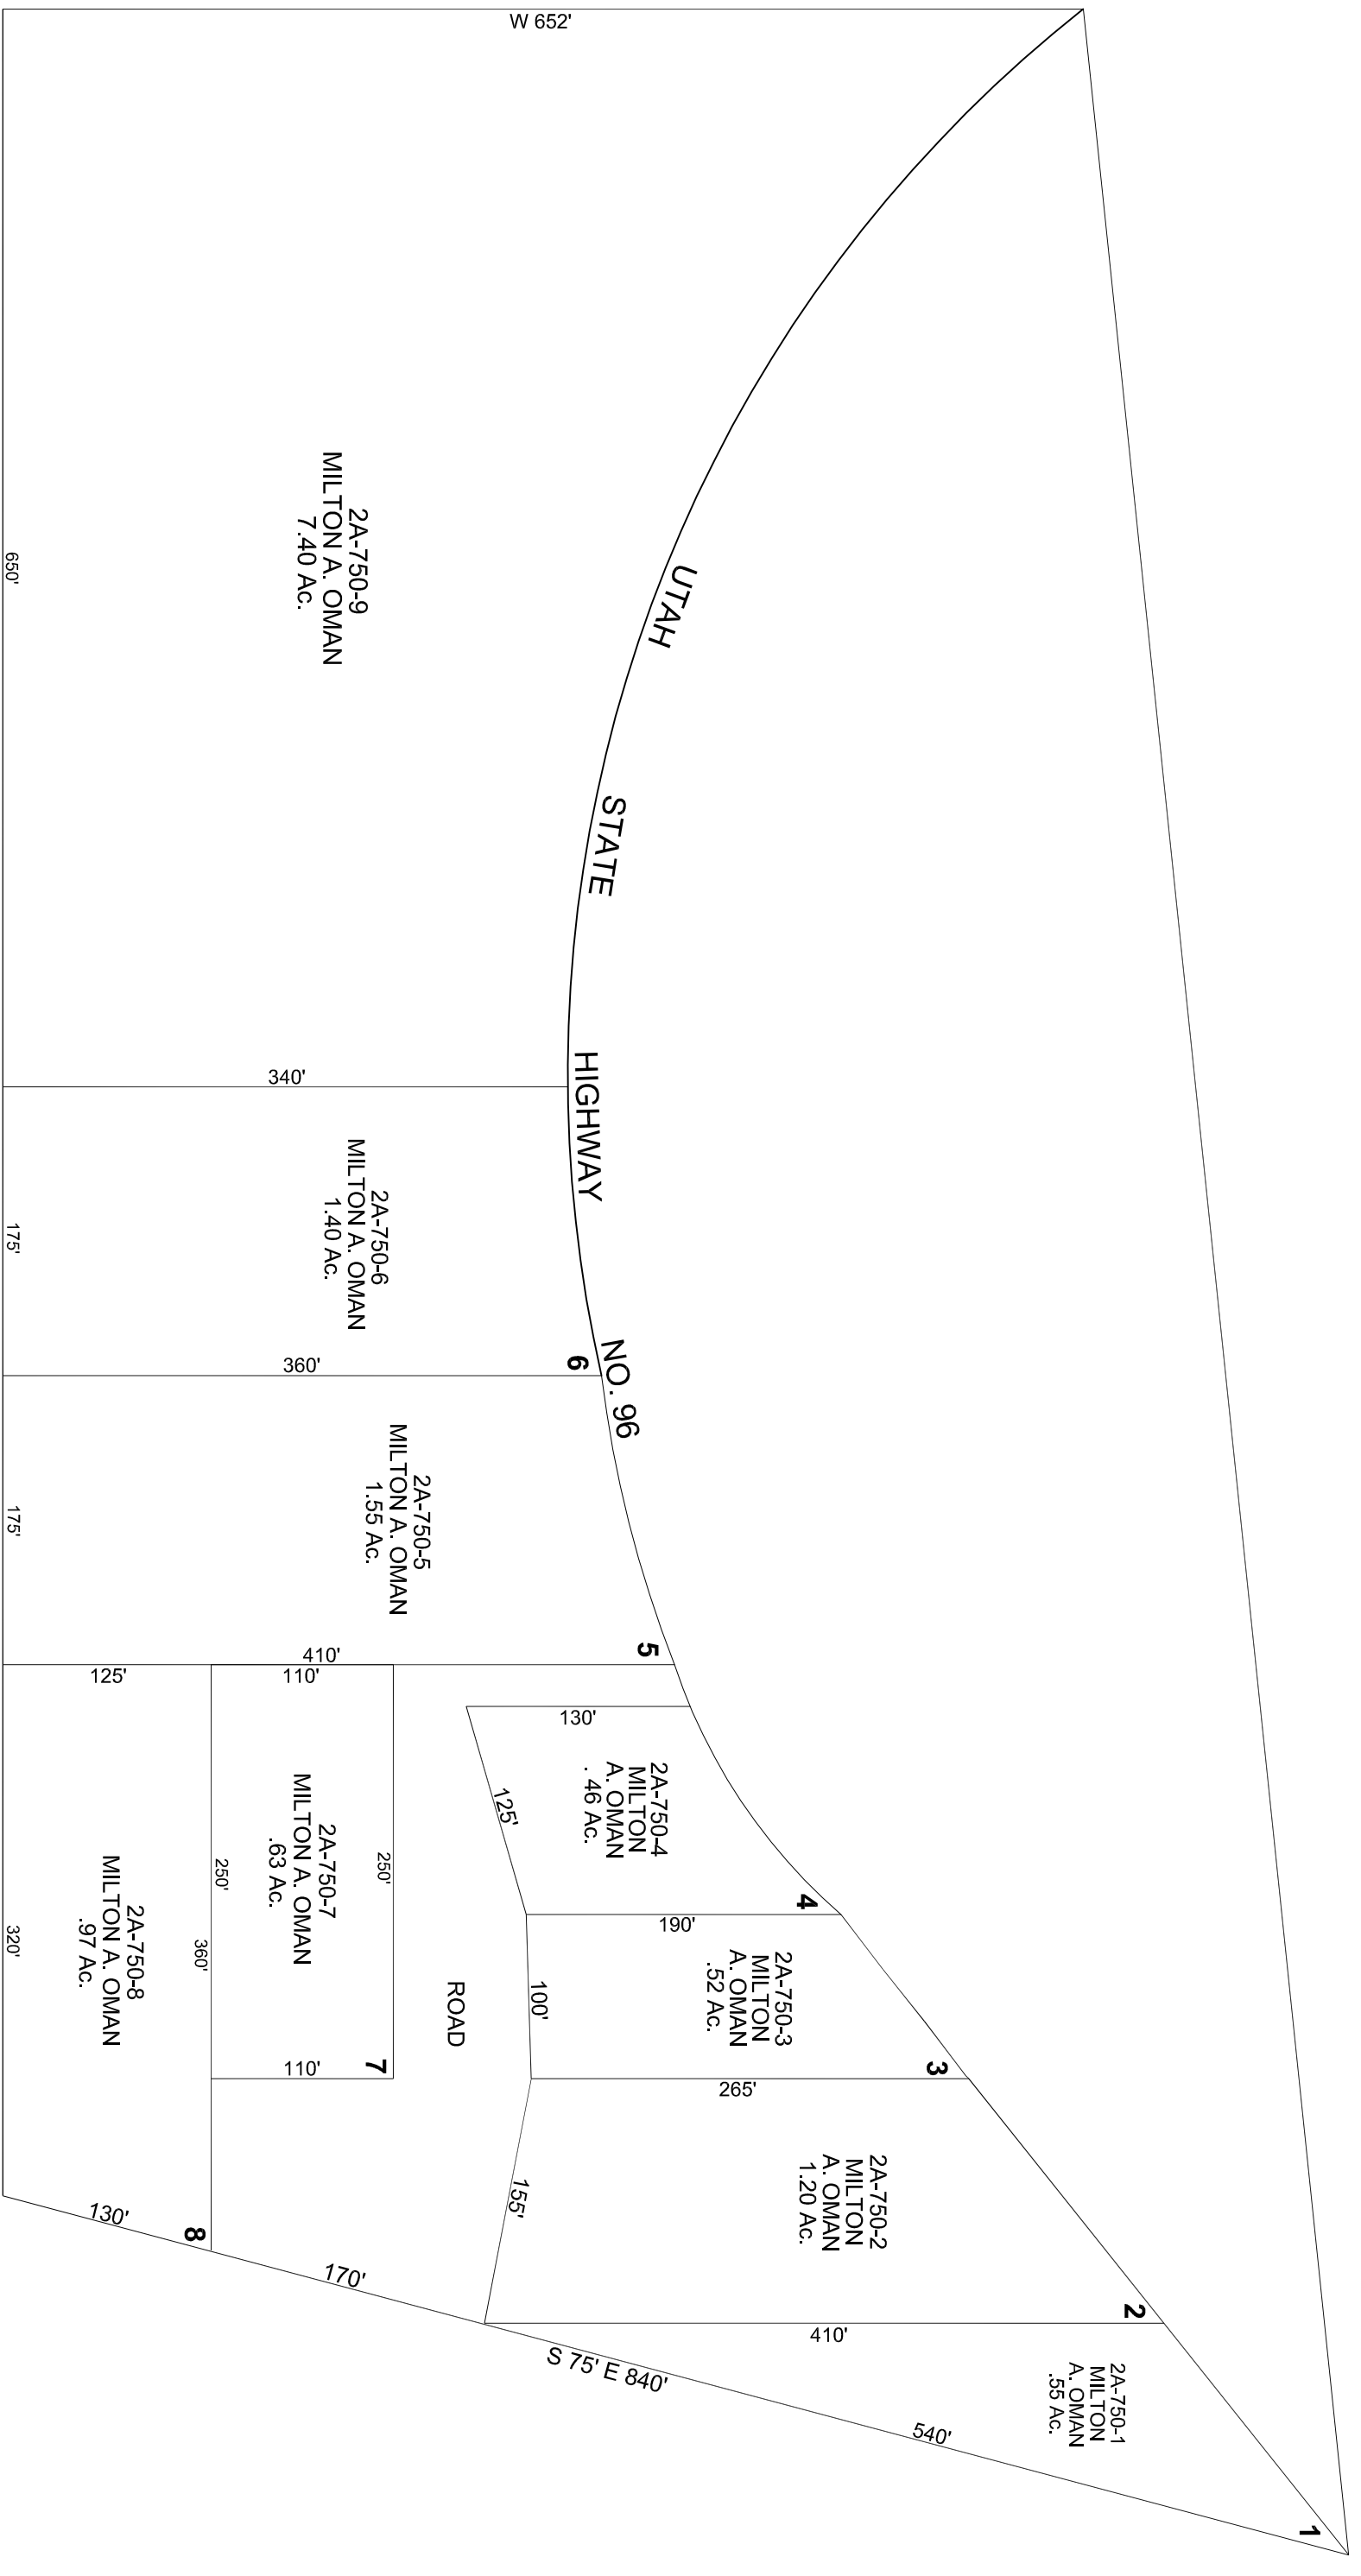 W 652'
UTAH STATE HIGHWAY NO. 96
2A-750-9
MILTON A. OMAN
7.40 Ac.
650'
340'
2A-750-6
MILTON A. OMAN
1.40 Ac.
175'
360'
6
2A-750-5
MILTON A. OMAN
1.55 Ac.
175'
5
410'
125'
110'
130'
2A-750-4
MILTON
A. OMAN
. 46 Ac.
125'
4
190'
2A-750-3
MILTON
A. OMAN
.52 Ac.
100'
3
265'
250'
2A-750-7
MILTON A. OMAN
.63 Ac.
250'
7
110'
ROAD
360'
2A-750-8
MILTON A. OMAN
.97 Ac.
320'
8
130'
170'
2A-750-2
MILTON
A. OMAN
1.20 Ac.
155'
2
410'
S 75' E 840'
2A-750-1
MILTON
A. OMAN
.55 Ac.
540'
1